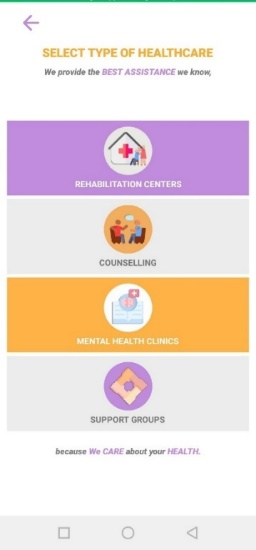 SELECT TYPE OF HEALTHCARE
We provide the BEST ASSISTANCE we know,
REHABILITATION CENTERS
COUNSELLING
MENTAL HEALTH CLINICS
SUPPORT GROUPS
because We CARE about your HEALTH.